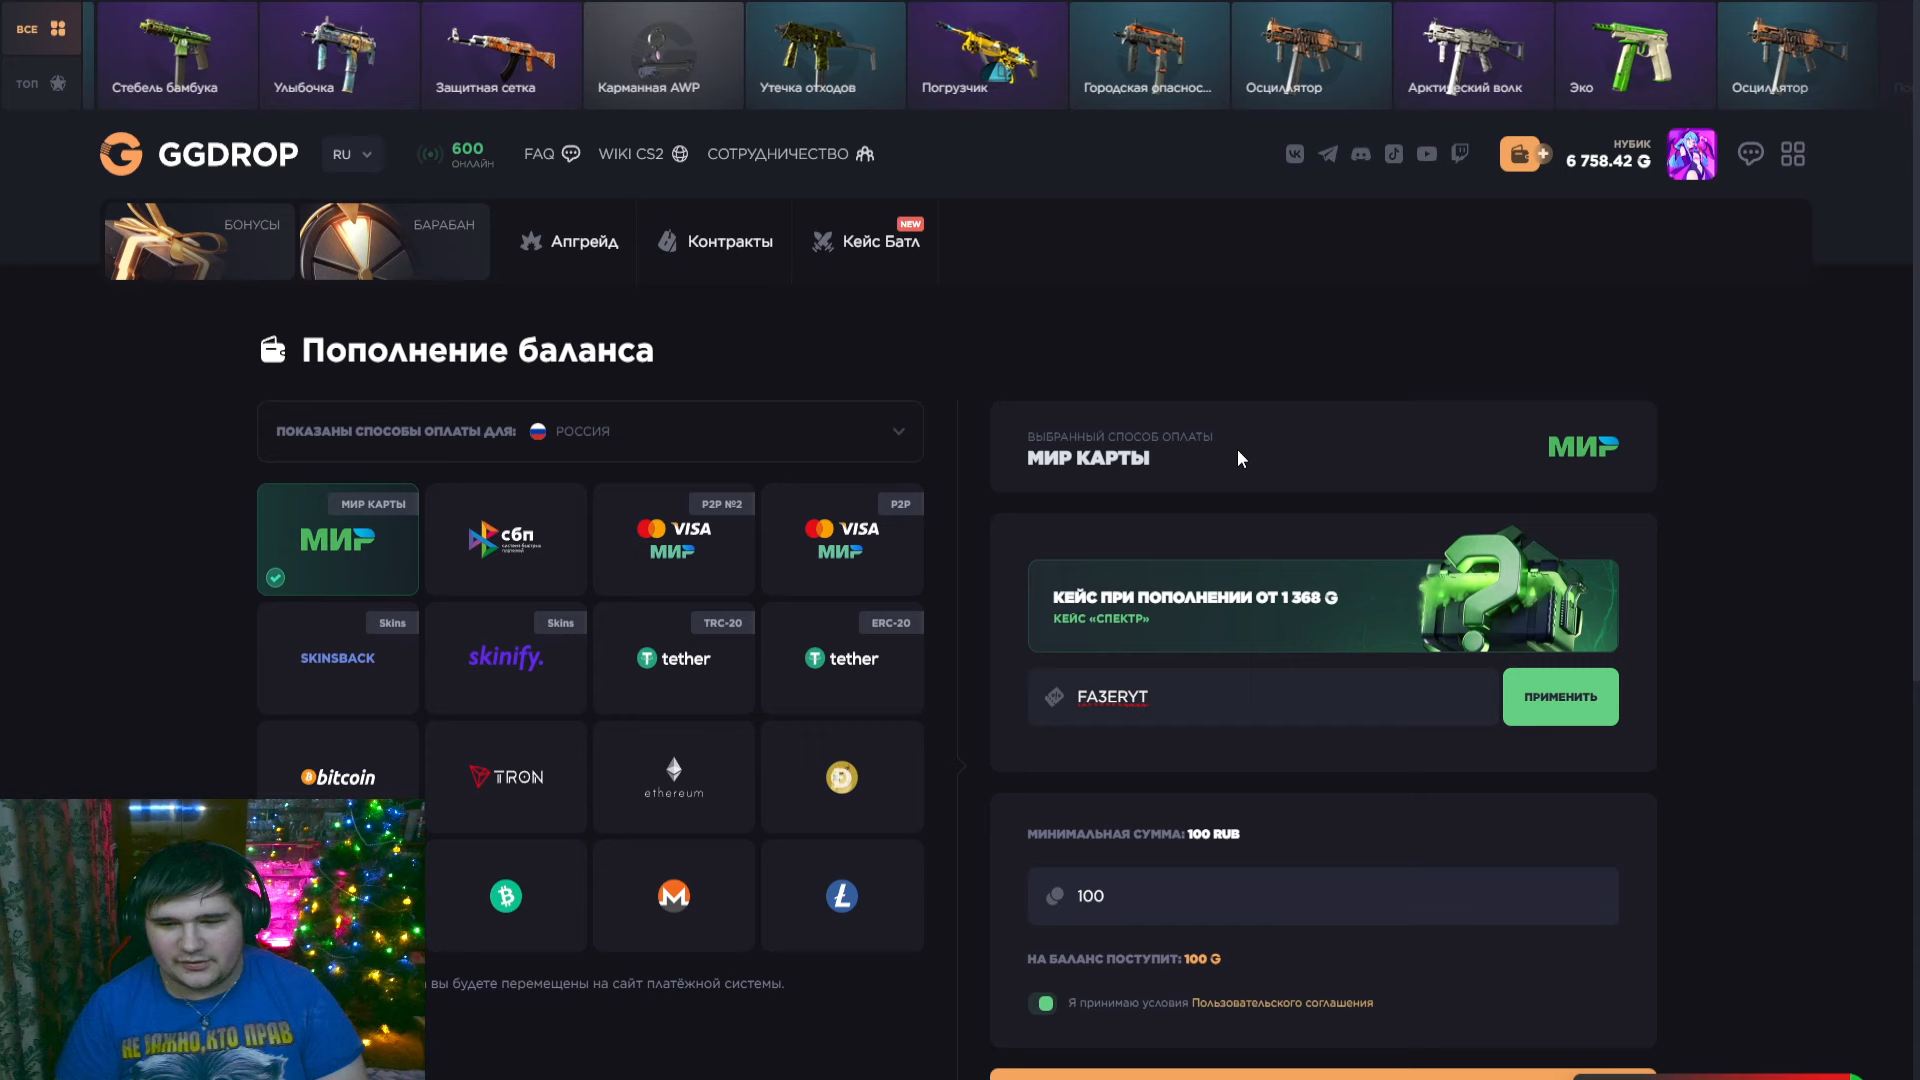 ВСЕ
ТОП
Стебель бамбука
Улыбочка
Защитная сетка
Карманная AWP
Утечка отходов
Погрузчик
Городская опаснос...
Осциллятор
Арктический волк
Эко
Осциллятор
GGDROP
RU
600
ОНЛАЙН
FAQ
WIKI CS2
СОТРУДНИЧЕСТВО
НУБИК
6 758.42 G
БОНУСЫ
БАРАБАН
Апгрейд
Контракты
Кейс Батл
NEW
Пополнение баланса
ПОКАЗАНЫ СПОСОБЫ ОПЛАТЫ ДЛЯ: РОССИЯ
МИР КАРТЫ
МИР
сбп
P2P №2
VISA
МИР
P2P
VISA
МИР
Skins
SKINSBACK
Skins
skinify.
TRC-20
tether
ERC-20
tether
bitcoin
TRON
ethereum
вы будете перемещены на сайт платёжной системы.
ВЫБРАННЫЙ СПОСОБ ОПЛАТЫ
МИР КАРТЫ
МИР
КЕЙС ПРИ ПОПОЛНЕНИИ ОТ 1 368 G
КЕЙС «СПЕКТР»
FA3ERYT
ПРИМЕНИТЬ
МИНИМАЛЬНАЯ СУММА: 100 RUB
100
НА БАЛАНС ПОСТУПИТ: 100 G
Я принимаю условия Пользовательского соглашения
НЕ ВАЖНО, КТО ПРАВ